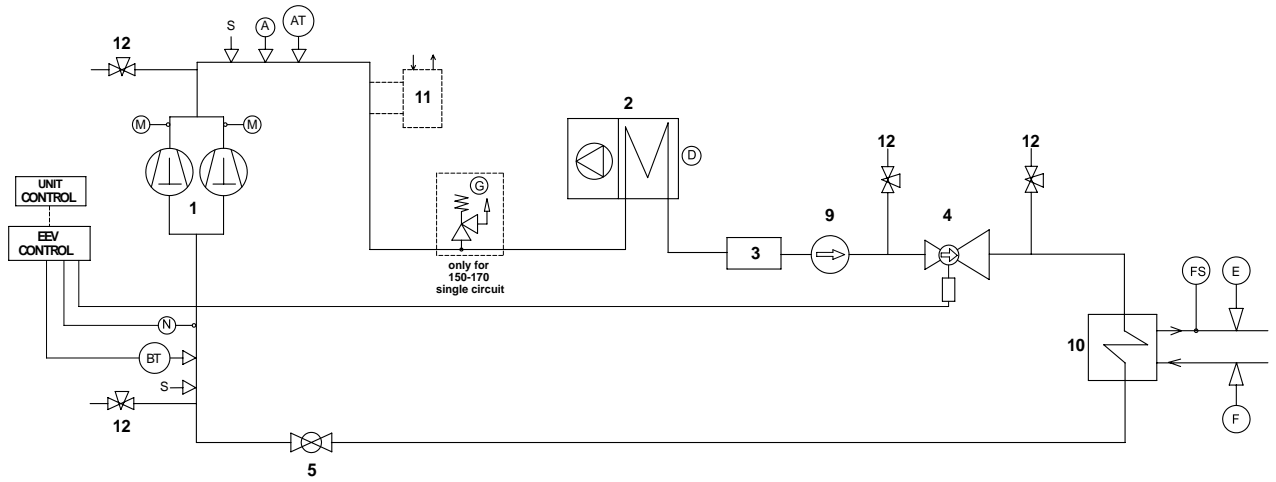 S
A
AT
12
11
M
M
2
D
12
12
UNIT
CONTROL
1
G
EEV
CONTROL
9
4
3
only for
150-170
single circuit
FS
E
N
10
BT
S
12
F
5